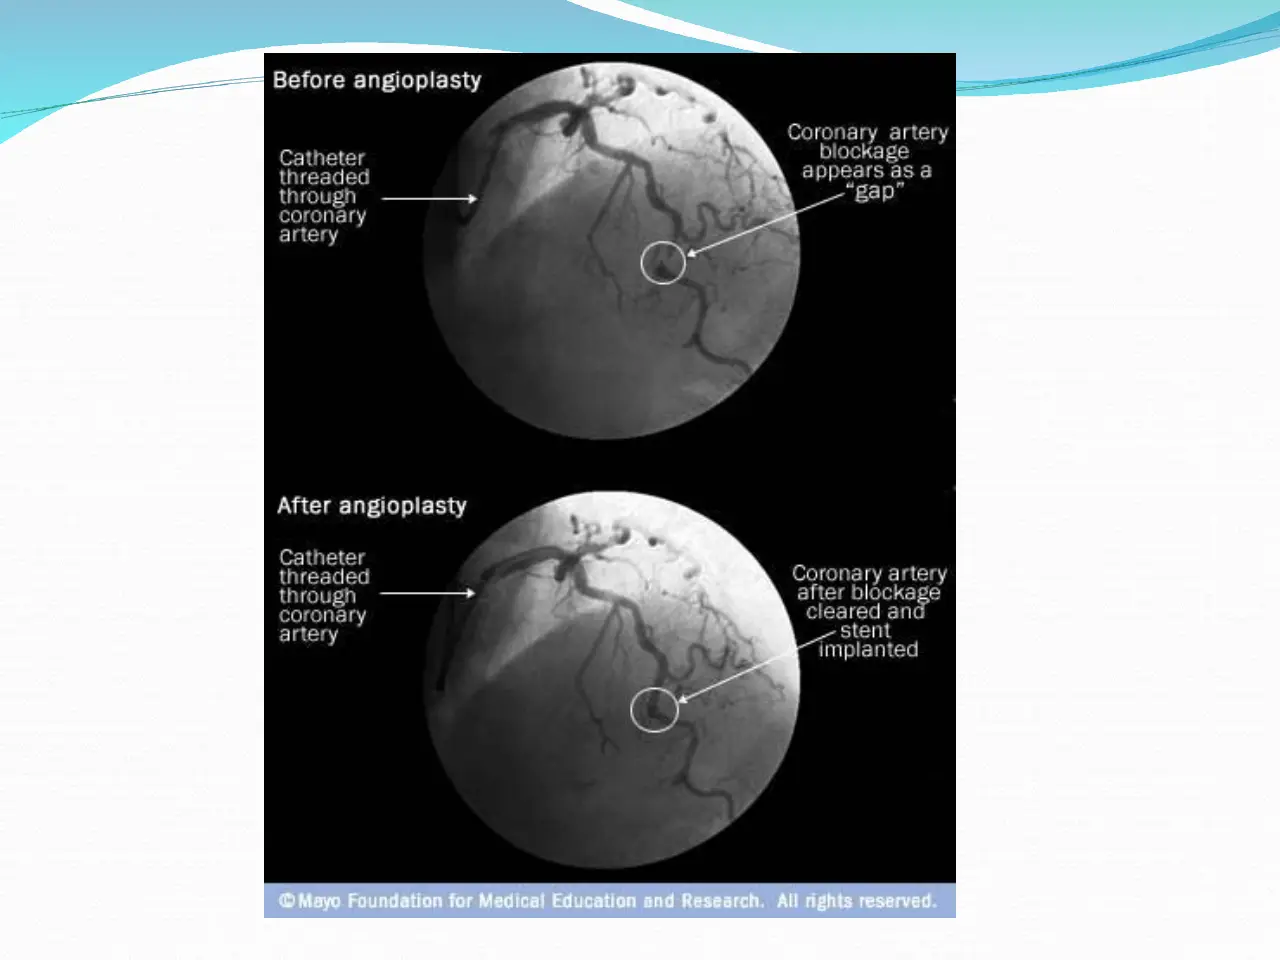 Before angioplasty
Catheter
threaded
through
coronary
artery
Coronary artery
blockage
appears as a
“gap”
After angioplasty
Catheter
threaded
through
coronary
artery
Coronary artery
after blockage
cleared and
stent
implanted
©Mayo Foundation for Medical Education and Research. All rights reserved.